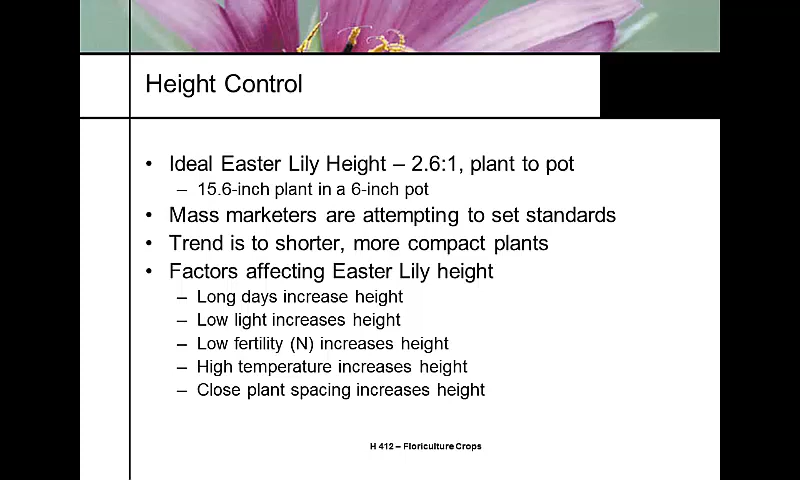 Height Control
• Ideal Easter Lily Height – 2.6:1, plant to pot
– 15.6-inch plant in a 6-inch pot
• Mass marketers are attempting to set standards
• Trend is to shorter, more compact plants
• Factors affecting Easter Lily height
– Long days increase height
– Low light increases height
– Low fertility (N) increases height
– High temperature increases height
– Close plant spacing increases height
H 412 – Floriculture Crops